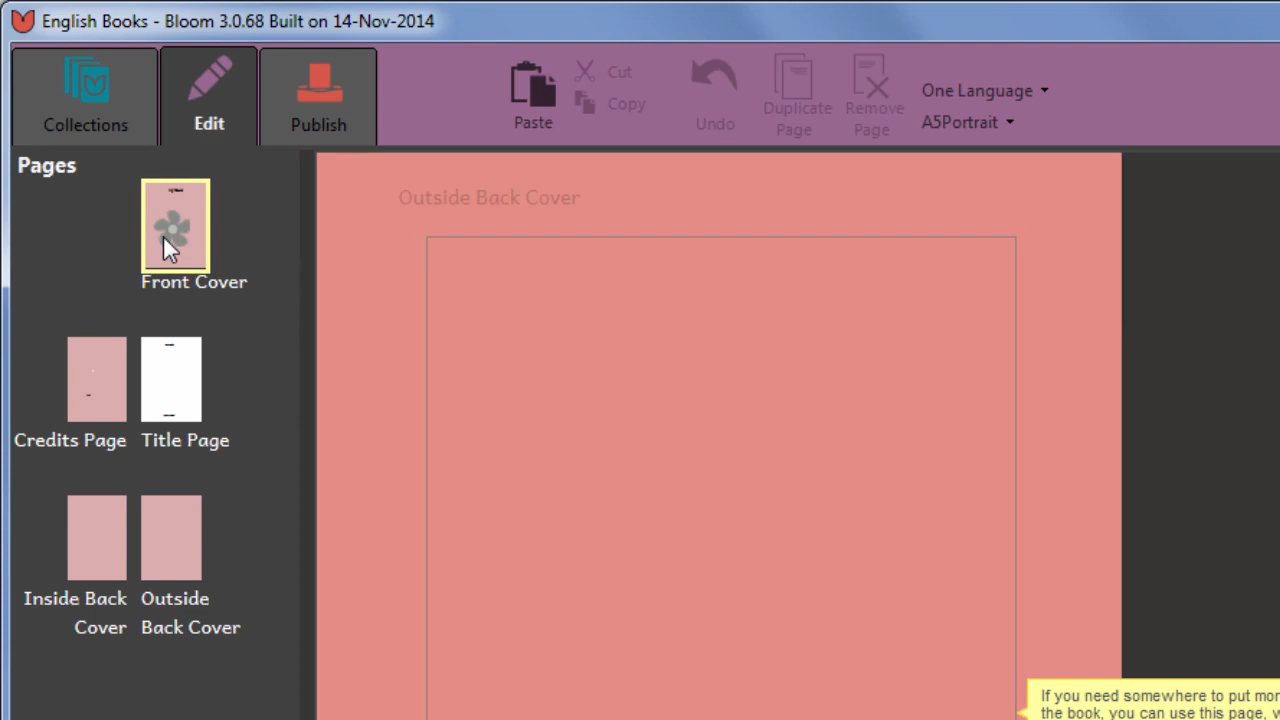 English Books - Bloom 3.0.68 Built on 14-Nov-2014
Collections
Edit
Publish
Paste
Cut
Copy
Undo
Duplicate
Page
Remove
Page
One Language
A5Portrait
Pages
Front Cover
Credits Page
Title Page
Inside Back
Cover
Outside
Back Cover
Outside Back Cover
If you need somewhere to put mor
the book, you can use this page, w